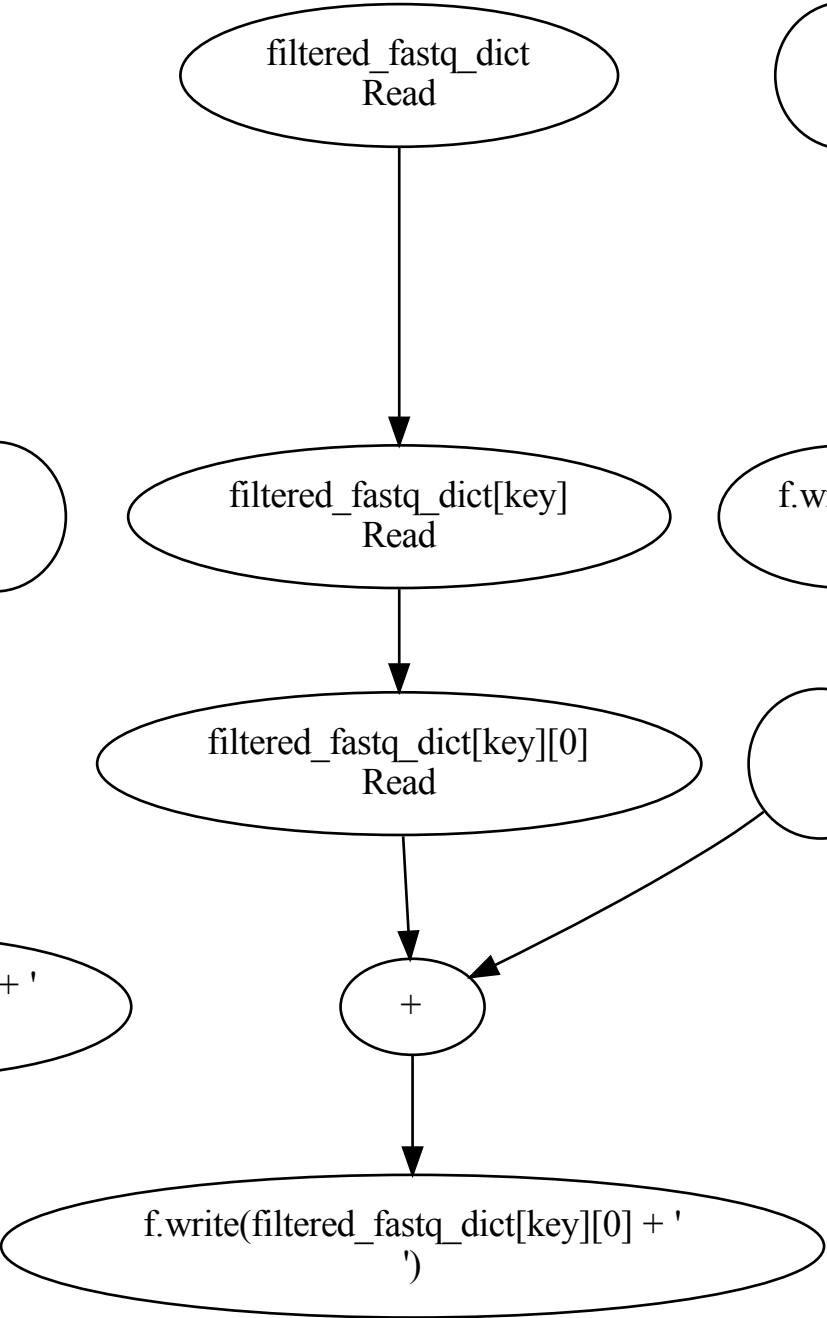 filtered_fastq_dict
Read
filtered_fastq_dict[key]
Read
f.w
filtered_fastq_dict[key][0]
Read
+ '
+
f.write(filtered_fastq_dict[key][0] + '
')